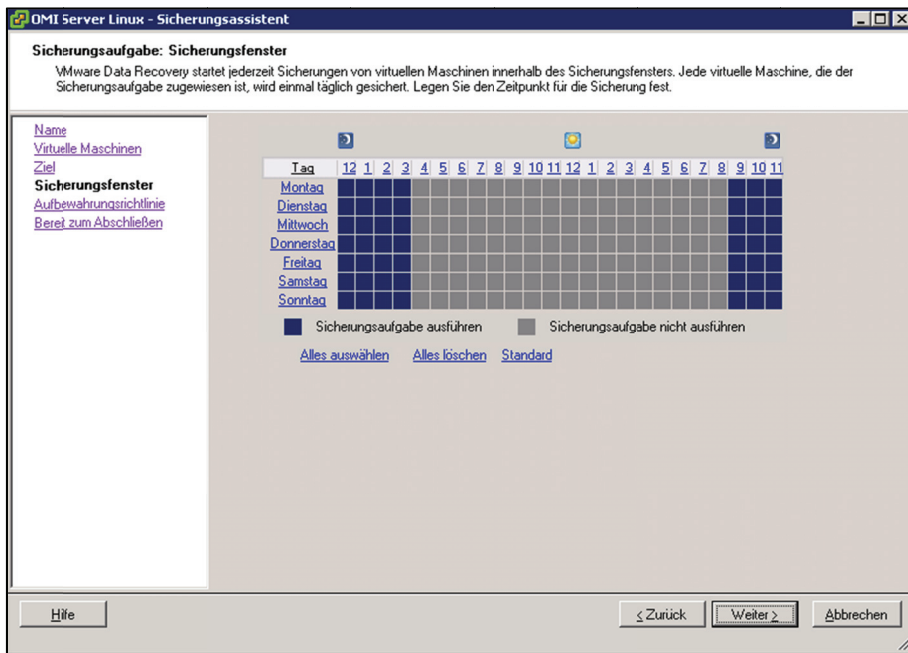 OMI Server Linux - Sicherungsassistent
Sicherungsaufgabe: Sicherungsfenster
VMware Data Recovery startet jederzeit Sicherungen von virtuellen Maschinen innerhalb des Sicherungsfensters. Jede virtuelle Maschine, die der
Sicherungsaufgabe zugewiesen ist, wird einmal täglich gesichert. Legen Sie den Zeitpunkt für die Sicherung fest.
Name
Virtuelle Maschinen
Ziel
Sicherungsfenster
Aufbewahrungsrichtlinie
Bereit zum Abschließen
Tag 12 1 2 3 4 5 6 7 8 9 10 11 12 1 2 3 4 5 6 7 8 9 10 11
Montag
Dienstag
Mittwoch
Donnerstag
Freitag
Samstag
Sonntag
Sicherungsaufgabe ausführen Sicherungsaufgabe nicht ausführen
Alles auswählen Alles löschen Standard
Hilfe < Zurück Weiter > Abbrechen